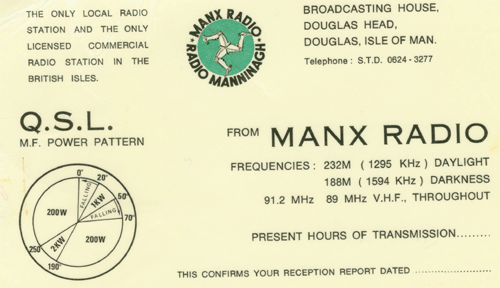 THE ONLY LOCAL RADIO
STATION AND THE ONLY
LICENSED COMMERCIAL
RADIO STATION IN THE
BRITISH ISLES.
· MANX RADIO ·
RADIO MANNINAGH
BROADCASTING HOUSE,
DOUGLAS HEAD,
DOUGLAS, ISLE OF MAN.
Telephone : S.T.D. 0624 - 3277
Q.S.L.
M.F. POWER PATTERN
0' 20'
FALLING
1KW
50'
FALLING
70'
200W
200W
250'
2KW
190'
FROM MANX RADIO
FREQUENCIES : 232M ( 1295 KHz ) DAYLIGHT
188M ( 1594 KHz ) DARKNESS
91.2 MHz 89 MHz V.H.F., THROUGHOUT
PRESENT HOURS OF TRANSMISSION.........
THIS CONFIRMS YOUR RECEPTION REPORT DATED ....................